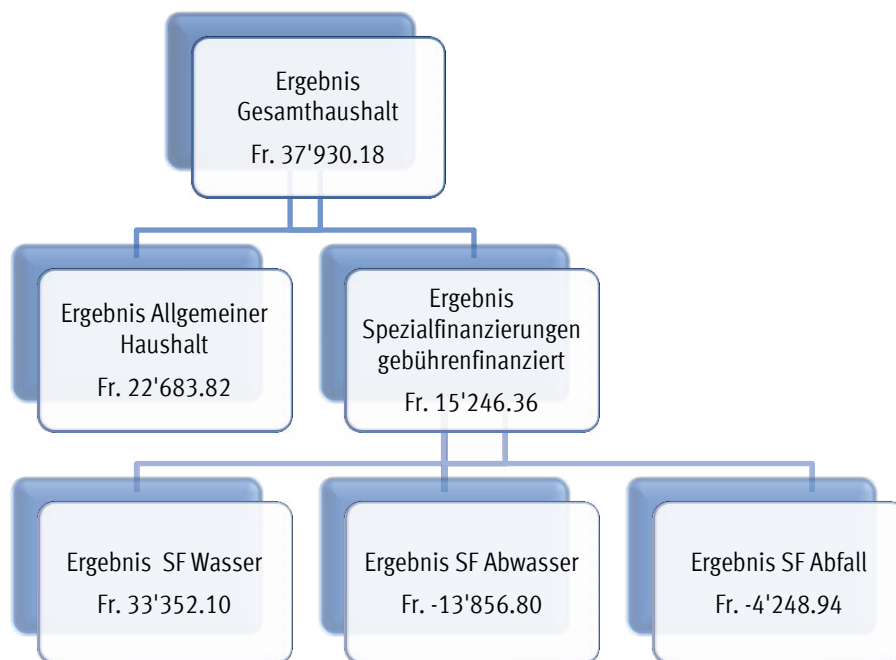 Ergebnis
Gesamthaushalt
Fr. 37'930.18
Ergebnis Allgemeiner
Haushalt
Fr. 22'683.82
Ergebnis
Spezialfinanzierungen
gebührenfinanziert
Fr. 15'246.36
Ergebnis SF Wasser
Fr. 33'352.10
Ergebnis SF Abwasser
Fr. -13'856.80
Ergebnis SF Abfall
Fr. -4'248.94